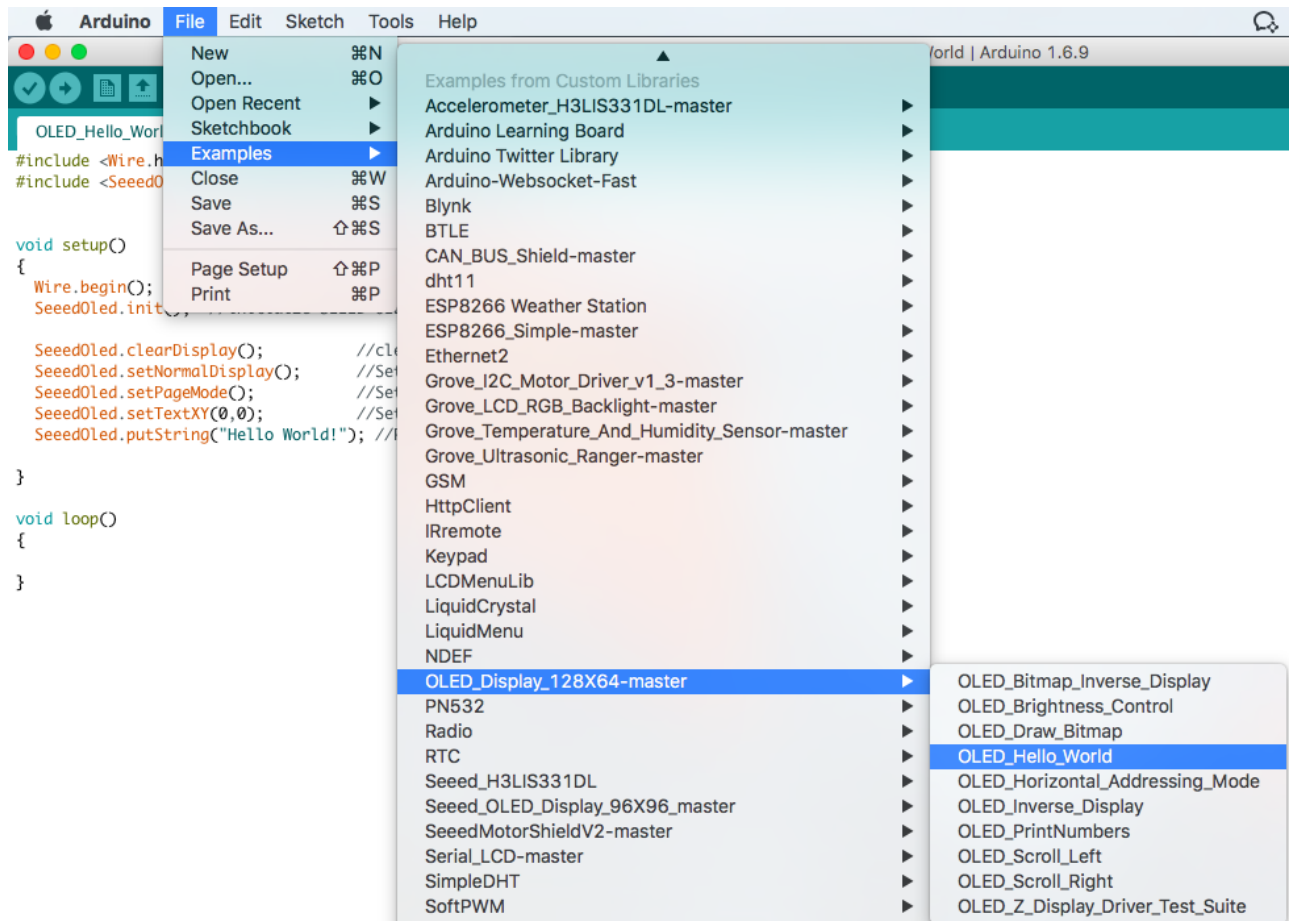 Arduino File Edit Sketch Tools Help
World | Arduino 1.6.9
OLED_Hello_Worl
#include <Wire.h
#include <SeeedO
void setup()
{
Wire.begin();
SeeedOled.init();
SeeedOled.clearDisplay(); //cle
SeeedOled.setNormalDisplay(); //Set
SeeedOled.setPageMode(); //Set
SeeedOled.setTextXY(0,0); //Set
SeeedOled.putString("Hello World!"); //P
}
void loop()
{
}
New ⌘N
Open... ⌘O
Open Recent ▶
Sketchbook ▶
Examples ▶
Close ⌘W
Save ⌘S
Save As... ⇧⌘S
Page Setup ⇧⌘P
Print ⌘P
Examples from Custom Libraries
Accelerometer_H3LIS331DL-master
Arduino Learning Board
Arduino Twitter Library
Arduino-Websocket-Fast
Blynk
BTLE
CAN_BUS_Shield-master
dht11
ESP8266 Weather Station
ESP8266_Simple-master
Ethernet2
Grove_I2C_Motor_Driver_v1_3-master
Grove_LCD_RGB_Backlight-master
Grove_Temperature_And_Humidity_Sensor-master
Grove_Ultrasonic_Ranger-master
GSM
HttpClient
IRremote
Keypad
LCDMenuLib
LiquidCrystal
LiquidMenu
NDEF
OLED_Display_128X64-master
PN532
Radio
RTC
Seeed_H3LIS331DL
Seeed_OLED_Display_96X96_master
SeeedMotorShieldV2-master
Serial_LCD-master
SimpleDHT
SoftPWM
OLED_Bitmap_Inverse_Display
OLED_Brightness_Control
OLED_Draw_Bitmap
OLED_Hello_World
OLED_Horizontal_Addressing_Mode
OLED_Inverse_Display
OLED_PrintNumbers
OLED_Scroll_Left
OLED_Scroll_Right
OLED_Z_Display_Driver_Test_Suite